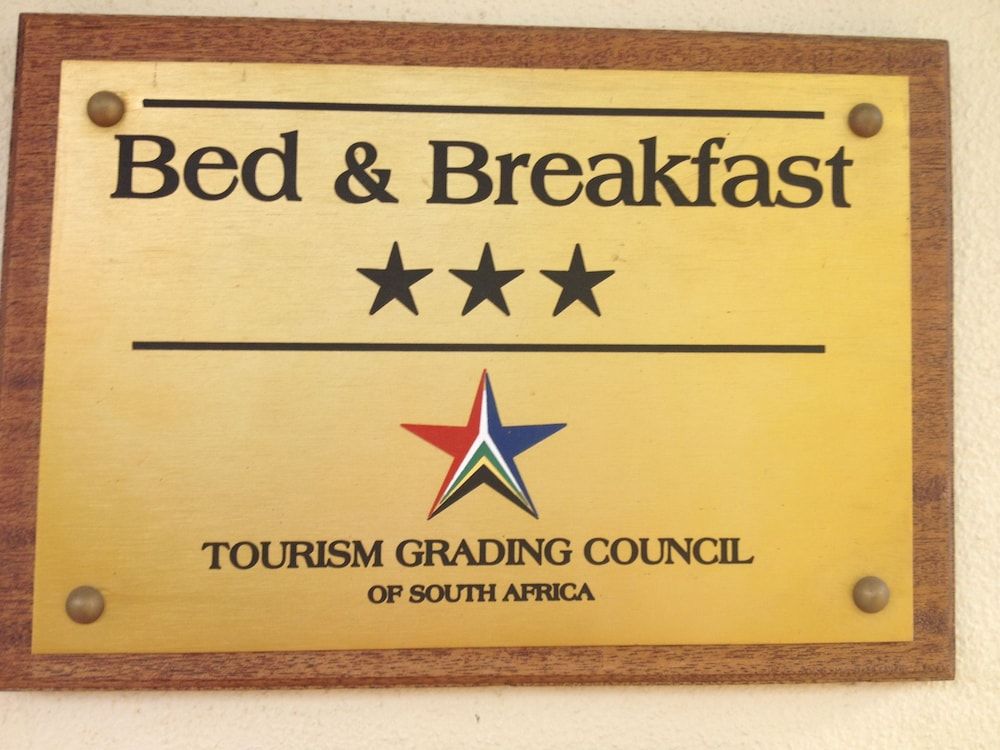 Bed & Breakfast
TOURISM GRADING COUNCIL
OF SOUTH AFRICA